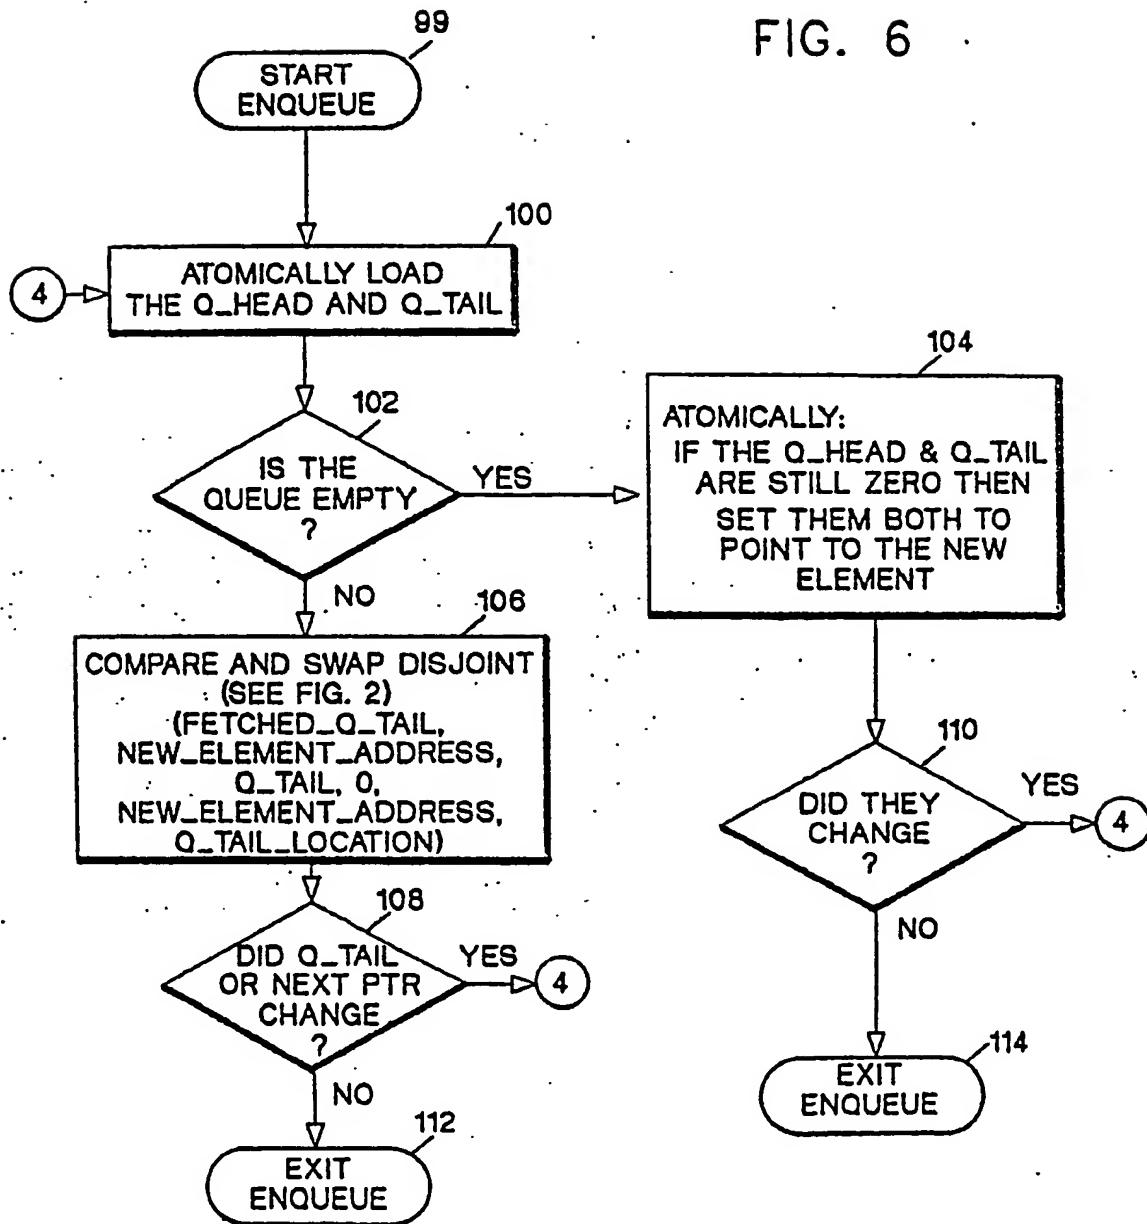 FIG. 6
99
START
ENQUEUE
100
4
ATOMICALLY LOAD
THE Q_HEAD AND Q_TAIL
102
IS THE
QUEUE EMPTY
?
YES
NO
104
ATOMICALLY:
IF THE Q_HEAD & Q_TAIL
ARE STILL ZERO THEN
SET THEM BOTH TO
POINT TO THE NEW
ELEMENT
106
COMPARE AND SWAP DISJOINT
(SEE FIG. 2)
(FETCHED_Q_TAIL,
NEW_ELEMENT_ADDRESS,
Q_TAIL, 0,
NEW_ELEMENT_ADDRESS,
Q_TAIL_LOCATION)
110
DID THEY
CHANGE
?
YES
4
NO
108
DID Q_TAIL
OR NEXT PTR
CHANGE
?
YES
4
NO
114
EXIT
ENQUEUE
112
EXIT
ENQUEUE